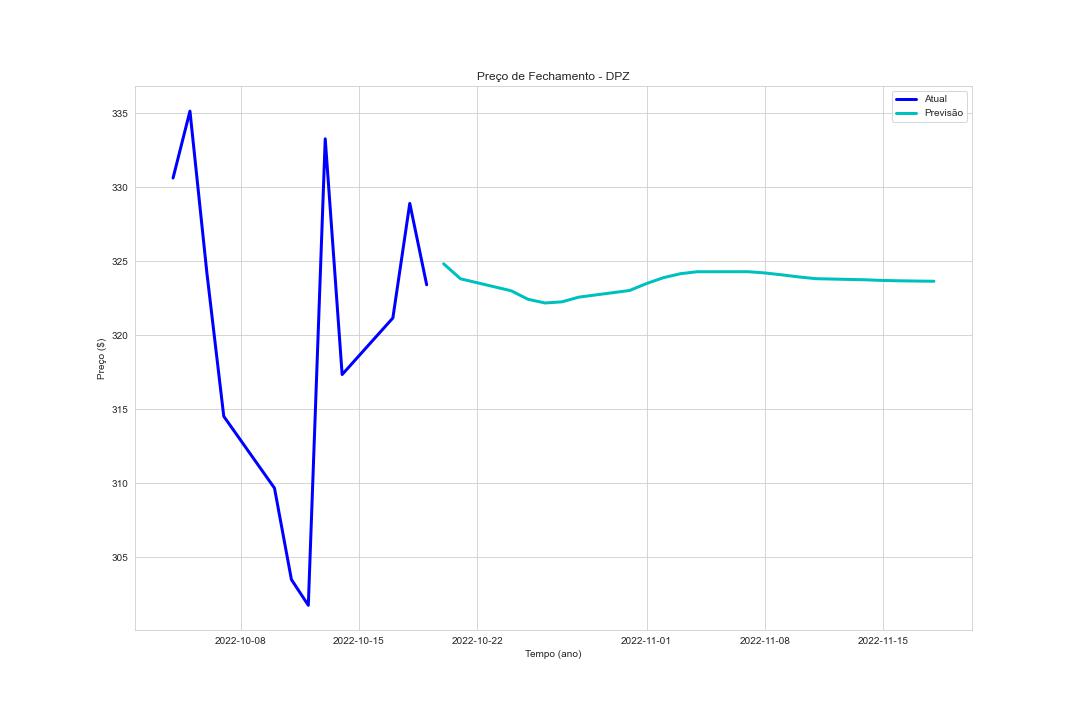 Preço de Fechamento - DPZ
Atual
Previsão
335
330
325
320
315
310
305
Preço ($)
2022-10-08
2022-10-15
2022-10-22
2022-11-01
2022-11-08
2022-11-15
Tempo (ano)